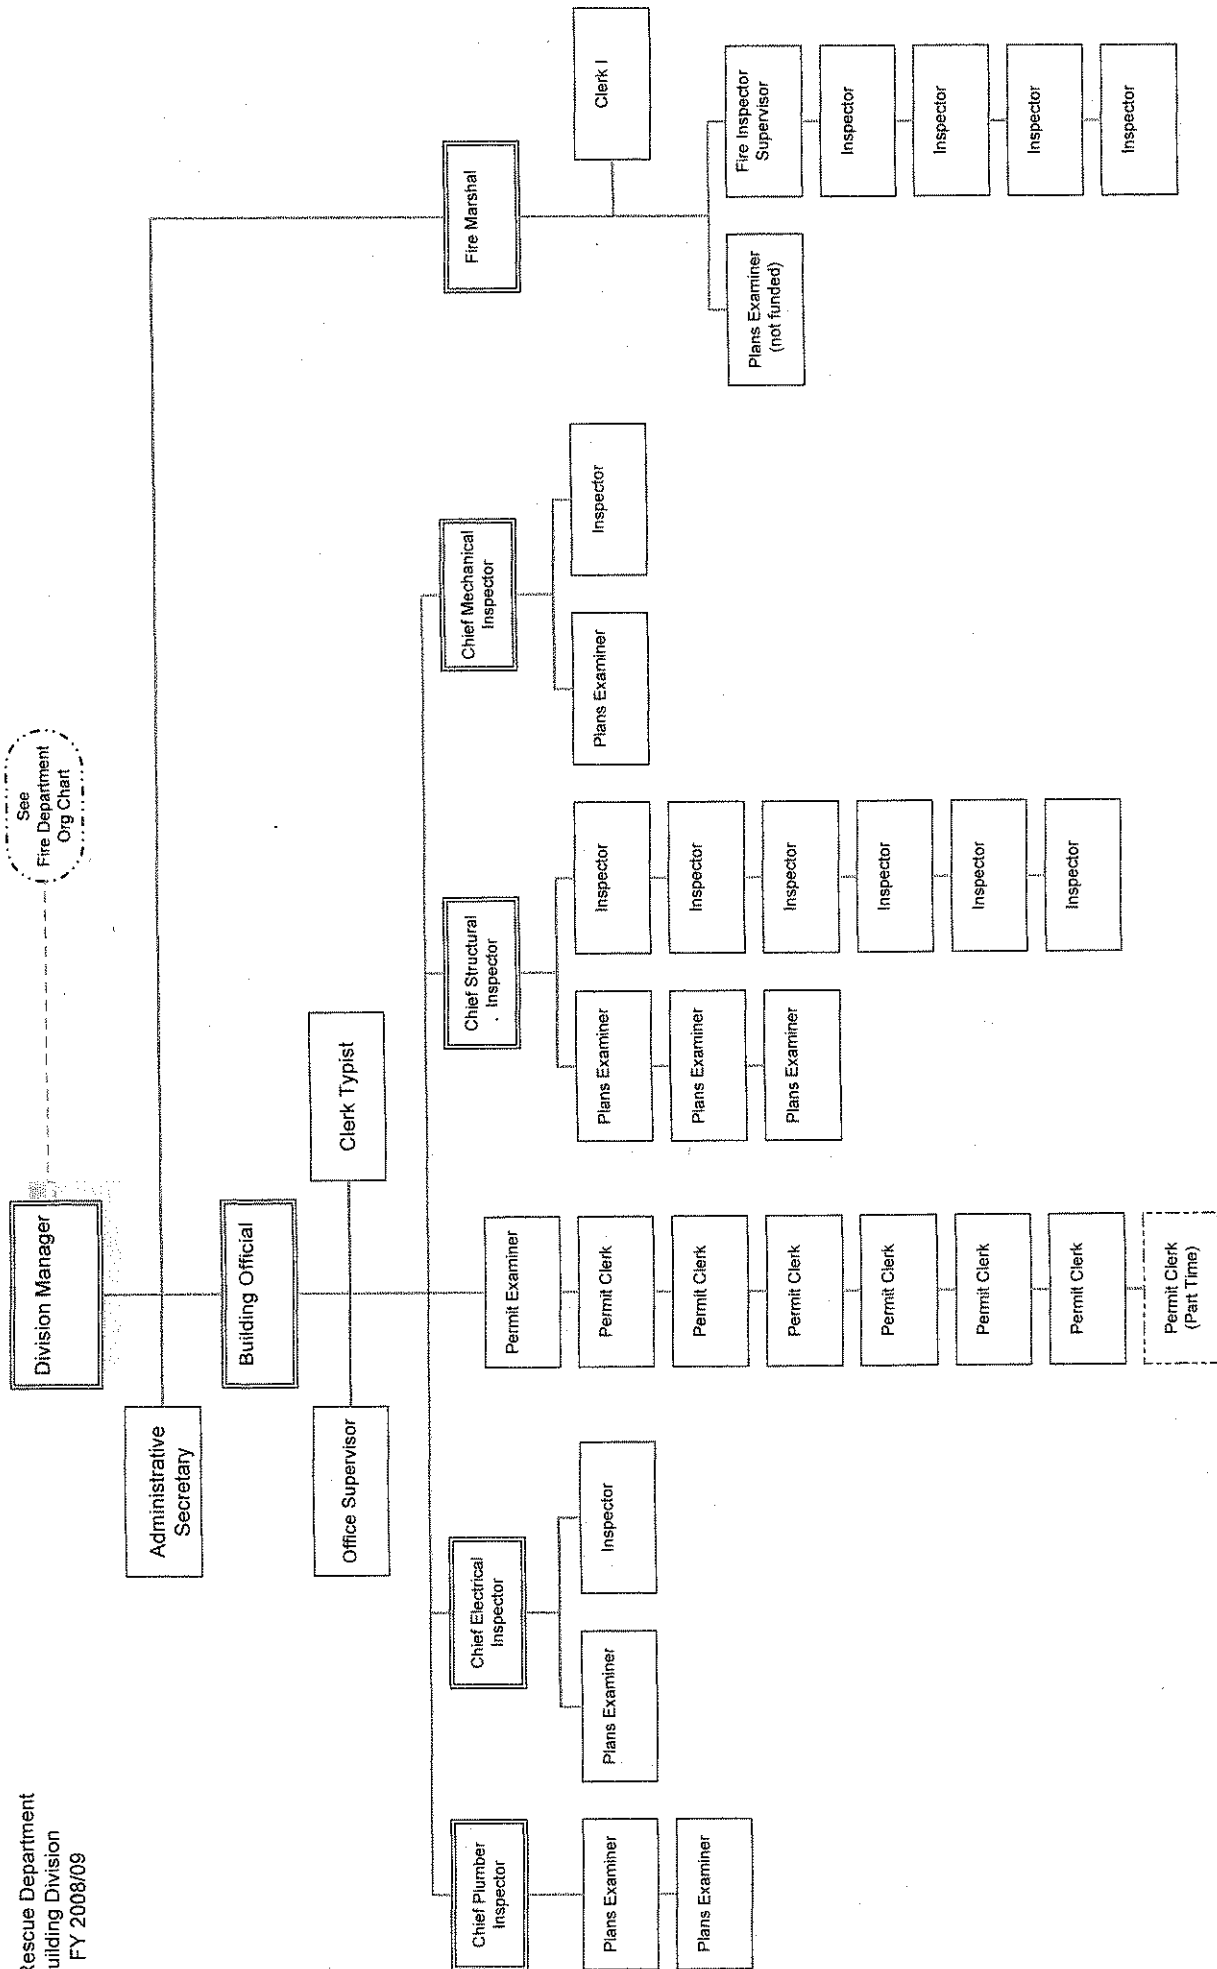 Rescue Department
uilding Division
FY 2008/09
See
Fire Department
Org Chart
Division Manager
Administrative
Secretary
Building Official
Office Supervisor
Clerk Typist
Chief Plumber
Inspector
Plans Examiner
Plans Examiner
Chief Electrical
Inspector
Plans Examiner
Inspector
Permit Examiner
Permit Clerk
Permit Clerk
Permit Clerk
Permit Clerk
Permit Clerk
Permit Clerk
Permit Clerk
(Part Time)
Chief Structural
Inspector
Plans Examiner
Plans Examiner
Plans Examiner
Inspector
Inspector
Inspector
Inspector
Inspector
Inspector
Chief Mechanical
Inspector
Plans Examiner
Inspector
Fire Marshal
Clerk I
Plans Examiner
(not funded)
Fire Inspector
Supervisor
Inspector
Inspector
Inspector
Inspector